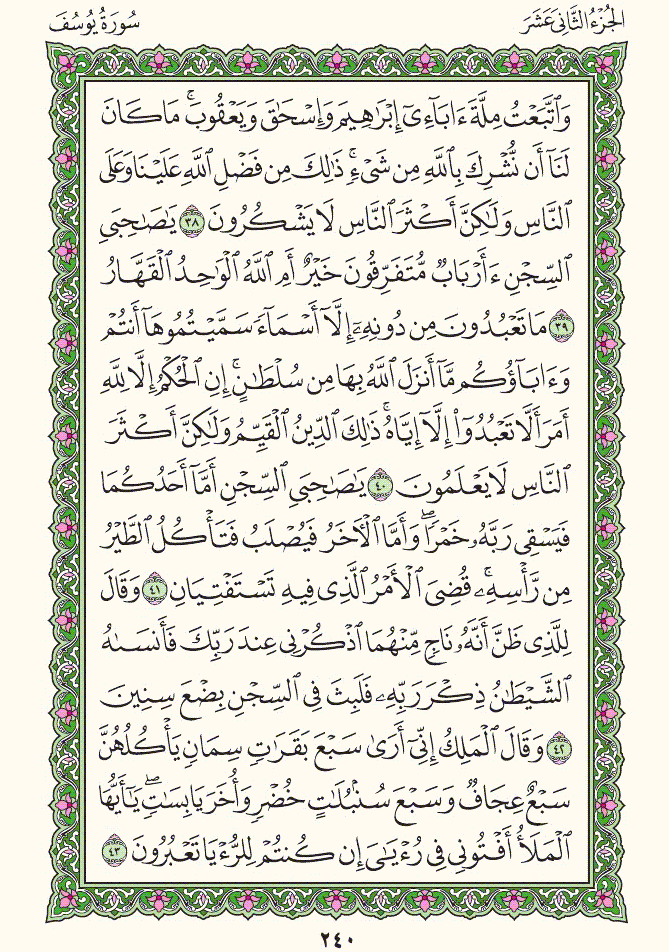 الجُزْءُ الثَّانِيَ عَشَرَ
سُورَةُ يُوسُفَ
وَٱتَّبَعْتُ مِلَّةَ ءَابَآءِىٓ إِبْرَٰهِيمَ وَإِسْحَٰقَ وَيَعْقُوبَ ۚ مَا كَانَ
لَنَآ أَن نُّشْرِكَ بِٱللَّهِ مِن شَىْءٍ ۚ ذَٰلِكَ مِن فَضْلِ ٱللَّهِ عَلَيْنَا وَعَلَى
ٱلنَّاسِ وَلَٰكِنَّ أَكْثَرَ ٱلنَّاسِ لَا يَشْكُرُونَ ٣٨ يَٰصَٰحِبَىِ
ٱلسِّجْنِ ءَأَرْبَابٌ مُّتَفَرِّقُونَ خَيْرٌ أَمِ ٱللَّهُ ٱلْوَٰحِدُ ٱلْقَهَّارُ
٣٩ مَا تَعْبُدُونَ مِن دُونِهِۦٓ إِلَّآ أَسْمَآءً سَمَّيْتُمُوهَآ أَنتُمْ
وَءَابَآؤُكُم مَّآ أَنزَلَ ٱللَّهُ بِهَا مِن سُلْطَٰنٍ ۚ إِنِ ٱلْحُكْمُ إِلَّا لِلَّهِ
أَمَرَ أَلَّا تَعْبُدُوٓا۟ إِلَّآ إِيَّاهُ ۚ ذَٰلِكَ ٱلدِّينُ ٱلْقَيِّمُ وَلَٰكِنَّ أَكْثَرَ
ٱلنَّاسِ لَا يَعْلَمُونَ ٤٠ يَٰصَٰحِبَىِ ٱلسِّجْنِ أَمَّآ أَحَدُكُمَا
فَيَسْقِى رَبَّهُۥ خَمْرًا ۖ وَأَمَّا ٱلْءَاخَرُ فَيُصْلَبُ فَتَأْكُلُ ٱلطَّيْرُ
مِن رَّأْسِهِۦ ۚ قُضِىَ ٱلْأَمْرُ ٱلَّذِى فِيهِ تَسْتَفْتِيَانِ ٤١ وَقَالَ
لِلَّذِى ظَنَّ أَنَّهُۥ نَاجٍ مِّنْهُمَا ٱذْكُرْنِى عِندَ رَبِّكَ فَأَنسَىٰهُ
ٱلشَّيْطَٰنُ ذِكْرَ رَبِّهِۦ فَلَبِثَ فِى ٱلسِّجْنِ بِضْعَ سِنِينَ
٤٢ وَقَالَ ٱلْمَلِكُ إِنِّىٓ أَرَىٰ سَبْعَ بَقَرَٰتٍ سِمَانٍ يَأْكُلُهُنَّ
سَبْعٌ عِجَافٌ وَسَبْعَ سُنۢبُلَٰتٍ خُضْرٍ وَأُخَرَ يَابِسَٰتٍ ۖ يَٰٓأَيُّهَا
ٱلْمَلَأُ أَفْتُونِى فِى رُءْيَٰىَ إِن كُنتُمْ لِلرُّءْيَا تَعْبُرُونَ ٤٣
٢٤٠